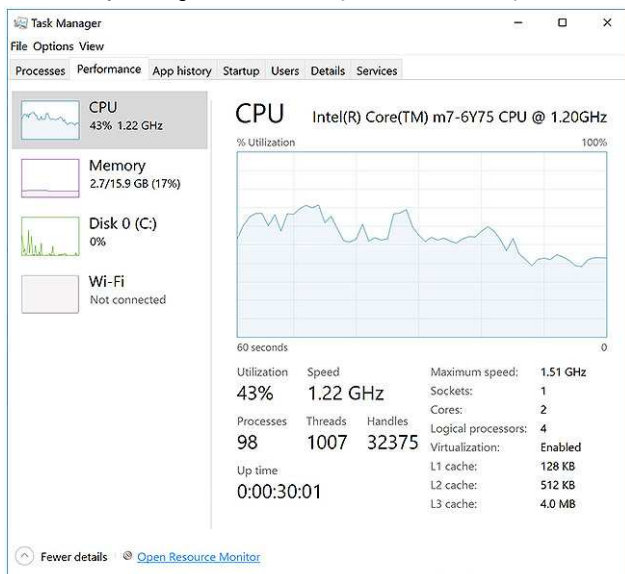 Task Manager
File Options View
Processes Performance App history Startup Users Details Services
CPU
43% 1.22 GHz
Memory
2.7/15.9 GB (17%)
Disk 0 (C:)
0%
Wi-Fi
Not connected
CPU Intel(R) Core(TM) m7-6Y75 CPU @ 1.20GHz
% Utilization 100%
60 seconds 0
Utilization Speed
43% 1.22 GHz
Processes Threads Handles
98 1007 32375
Up time
0:00:30:01
Maximum speed: 1.51 GHz
Sockets: 1
Cores: 2
Logical processors: 4
Virtualization: Enabled
L1 cache: 128 KB
L2 cache: 512 KB
L3 cache: 4.0 MB
Fewer details Open Resource Monitor